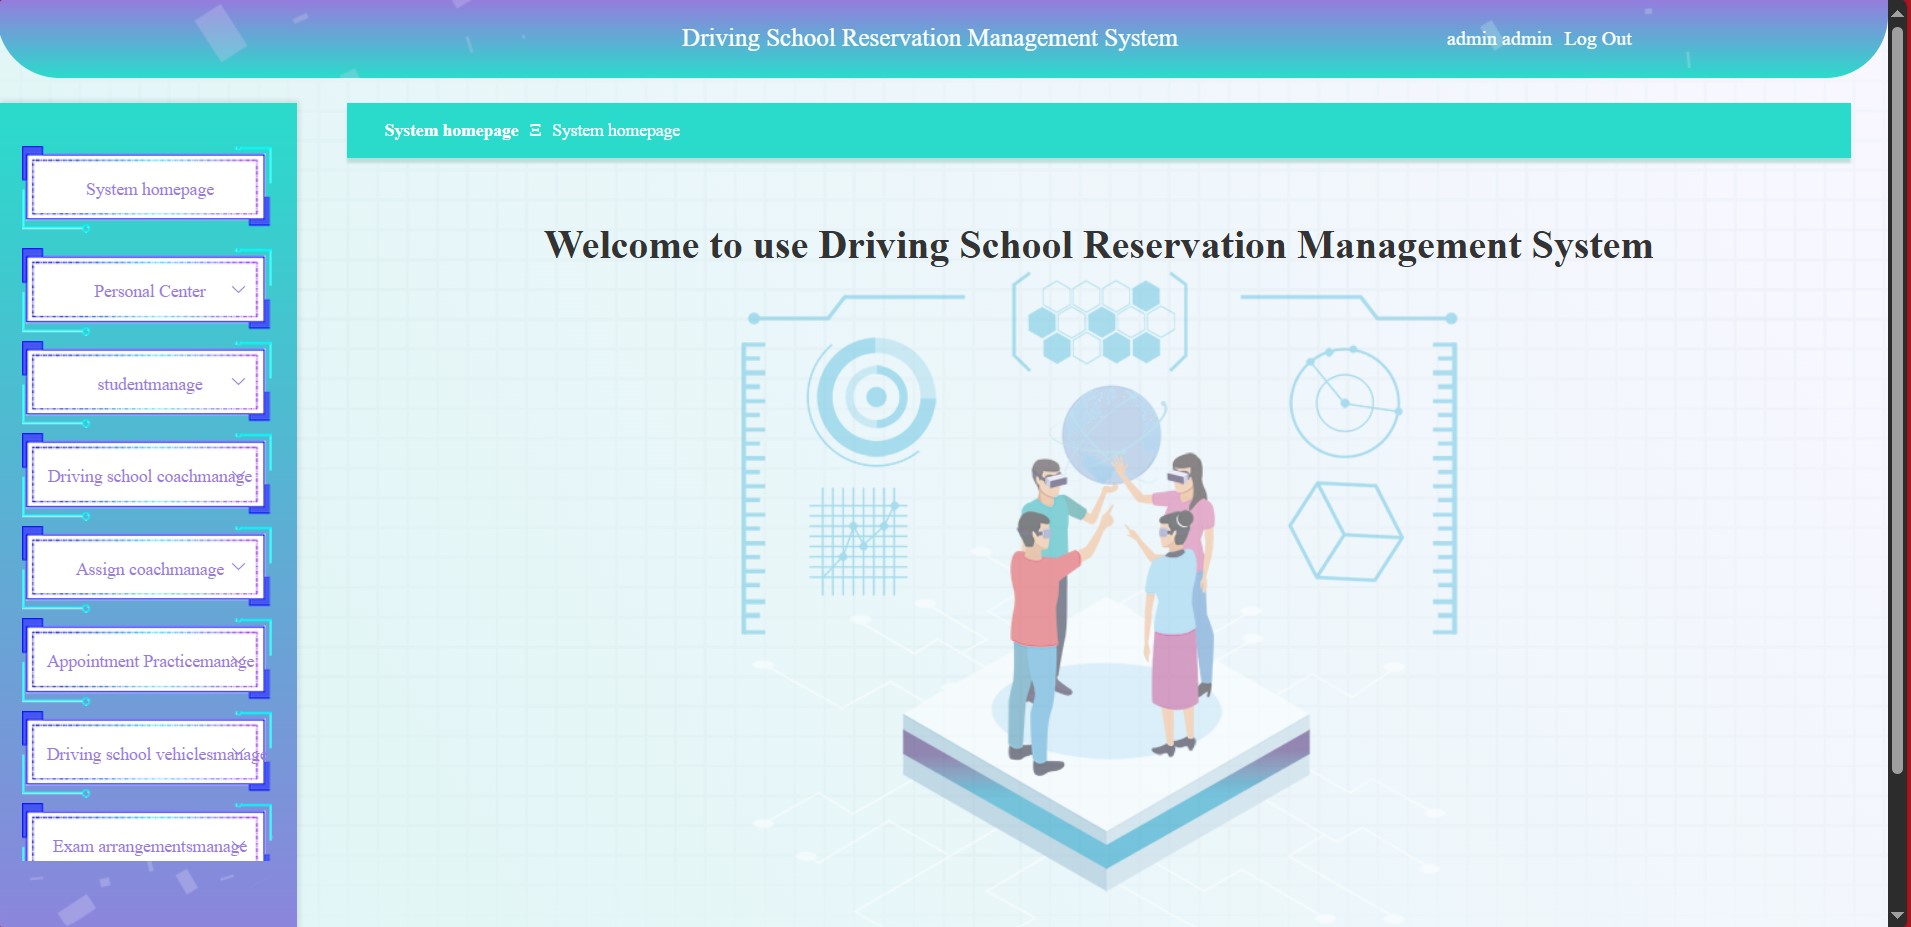 Driving School Reservation Management System
admin admin Log Out
System homepage Ξ System homepage
System homepage
Personal Center
studentmanage
Driving school coachmanage
Assign coachmanage
Appointment Practicemanage
Driving school vehiclesmanage
Exam arrangementsmanage
Welcome to use Driving School Reservation Management System